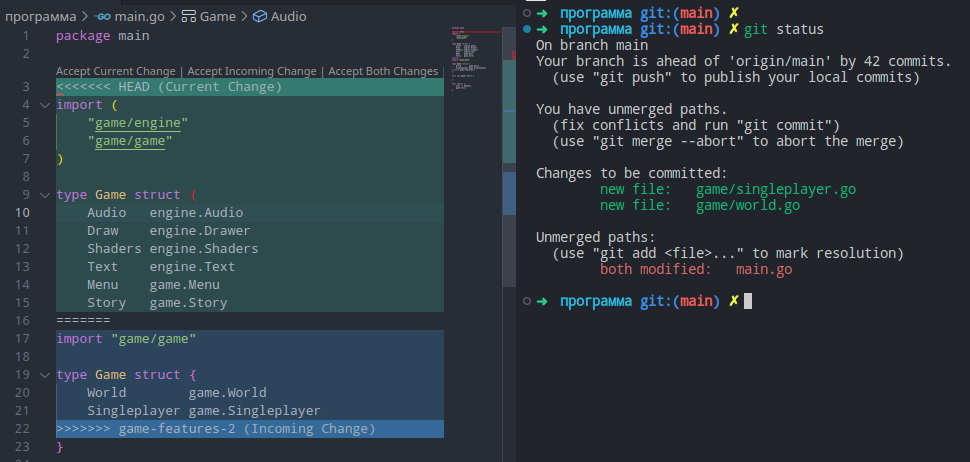 программа > main.go > Game > Audio
1 package main
2
Accept Current Change | Accept Incoming Change | Accept Both Changes
3 <<<<<<< HEAD (Current Change)
4 import (
5 "game/engine"
6 "game/game"
7 )
8
9 type Game struct {
10 Audio engine.Audio
11 Draw engine.Drawer
12 Shaders engine.Shaders
13 Text engine.Text
14 Menu game.Menu
15 Story game.Story
16 =======
17 import "game/game"
18
19 type Game struct {
20 World game.World
21 Singleplayer game.Singleplayer
22 >>>>>>> game-features-2 (Incoming Change)
23 }
➜ программа git:(main) ✗
➜ программа git:(main) ✗ git status
On branch main
Your branch is ahead of 'origin/main' by 42 commits.
(use "git push" to publish your local commits)
You have unmerged paths.
(fix conflicts and run "git commit")
(use "git merge --abort" to abort the merge)
Changes to be committed:
new file: game/singleplayer.go
new file: game/world.go
Unmerged paths:
(use "git add <file>..." to mark resolution)
both modified: main.go
➜ программа git:(main) ✗